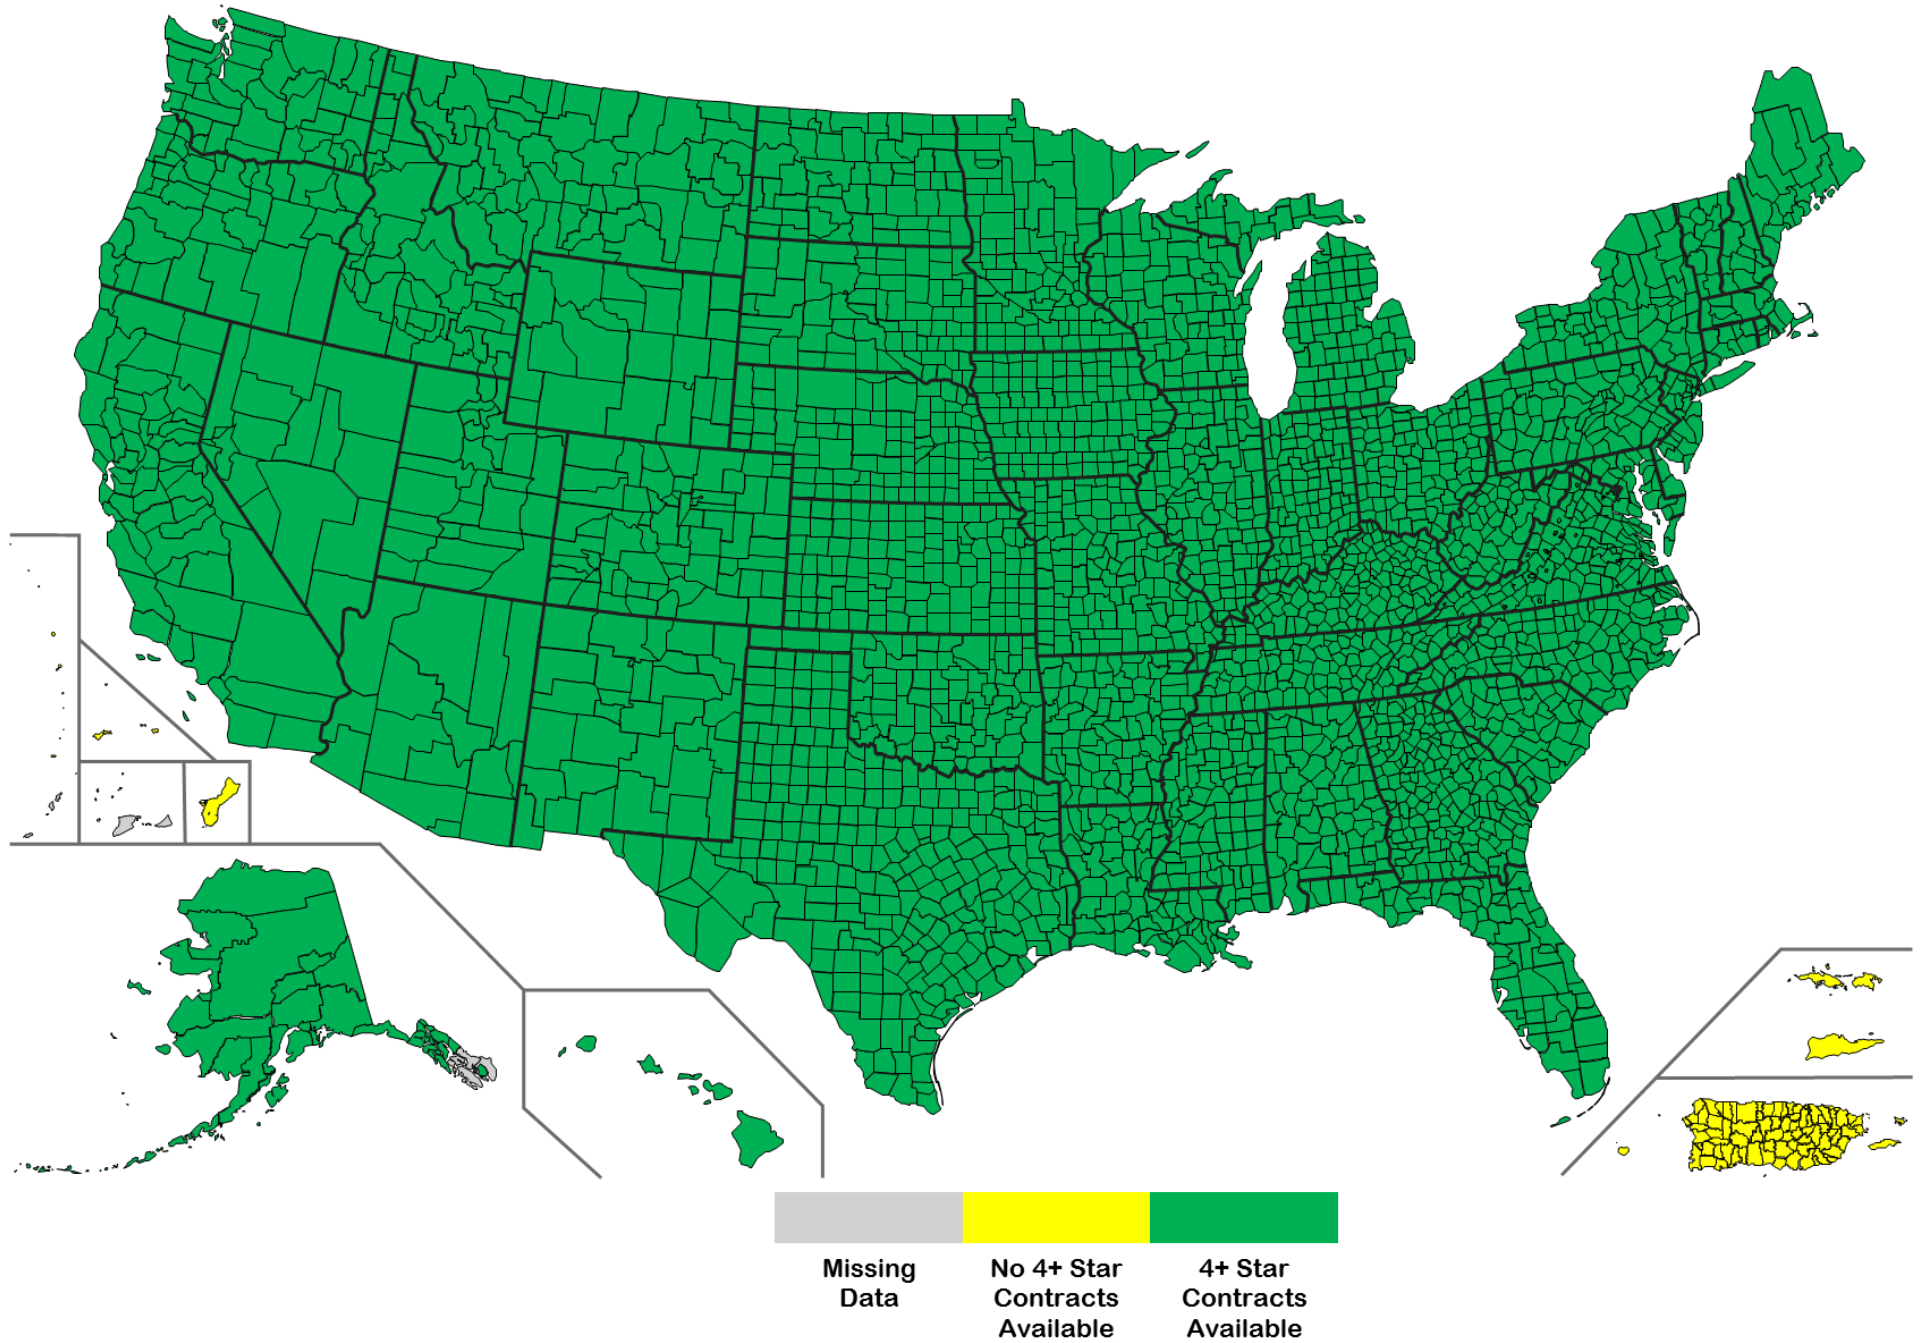 Missing
Data
No 4+ Star
Contracts
Available
4+ Star
Contracts
Available